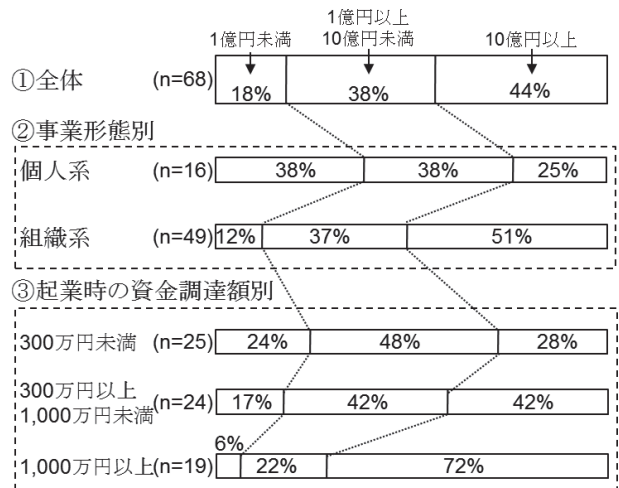 1億円以上
1億円未満 10億円未満 10億円以上
①全体 (n=68) 18% 38% 44%
②事業形態別
個人系 (n=16) 38% 38% 25%
組織系 (n=49) 12% 37% 51%
③起業時の資金調達額別
300万円未満 (n=25) 24% 48% 28%
300万円以上
1,000万円未満 (n=24) 17% 42% 42%
6%
1,000万円以上(n=19) 22% 72%